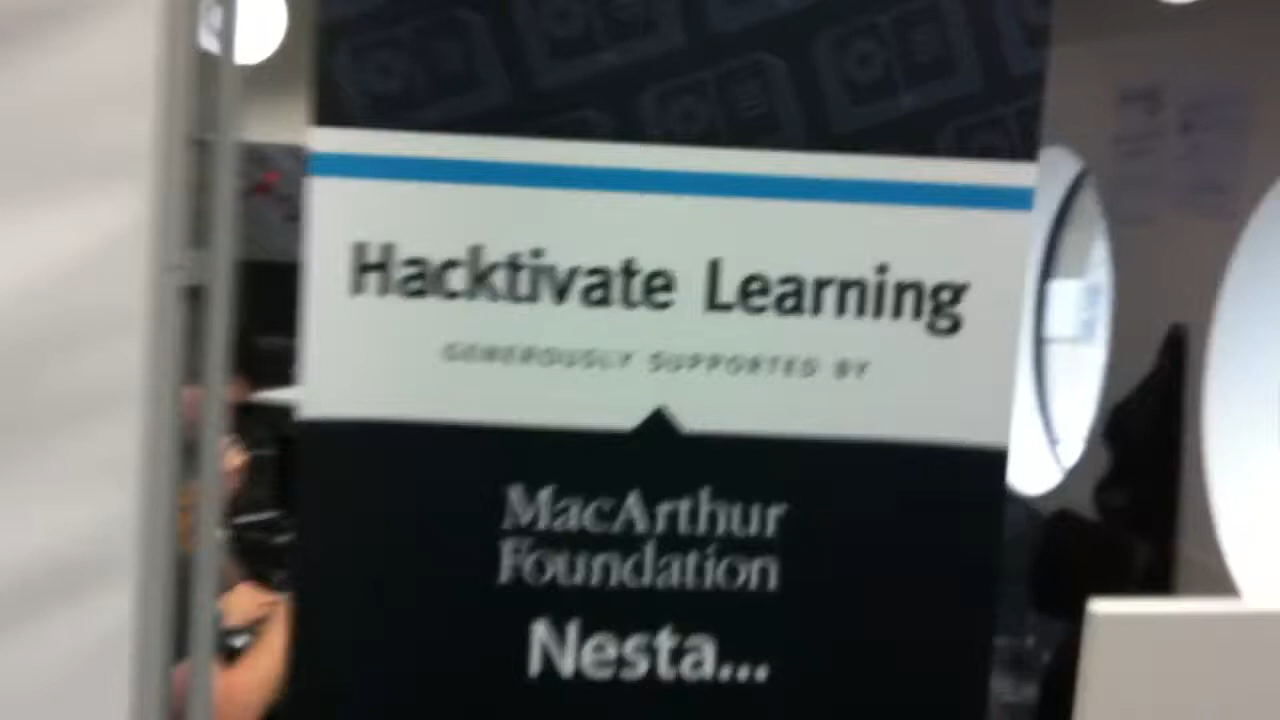 Hacktivate Learning
GENEROUSLY SUPPORTED BY
MacArthur
Foundation
Nesta...